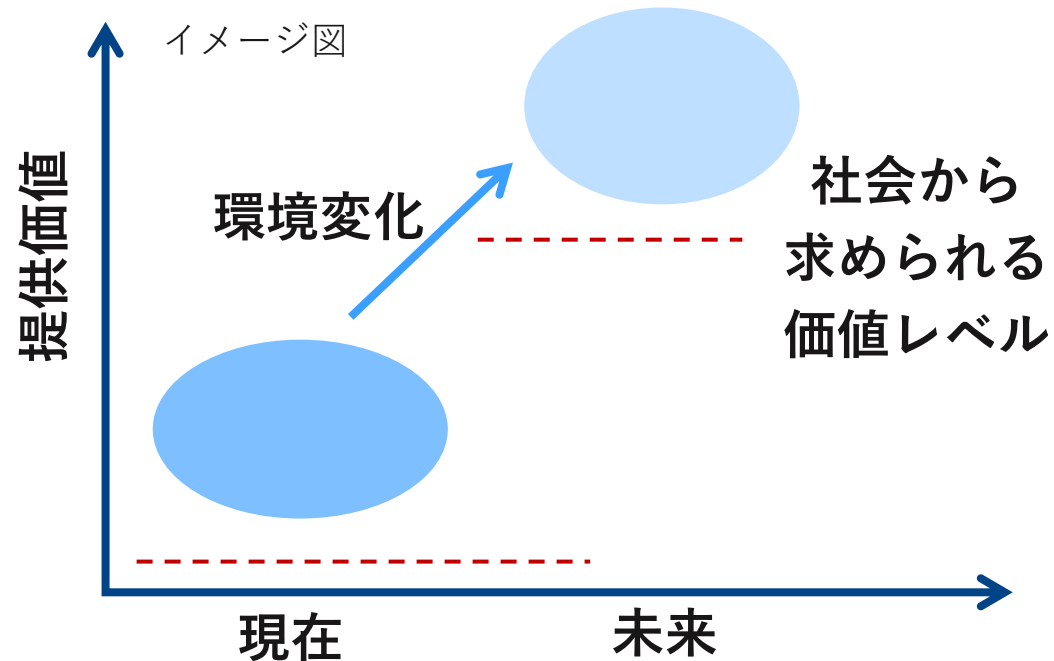 イメージ図
提供価値
環境変化
社会から
求められる
価値レベル
現在
未来